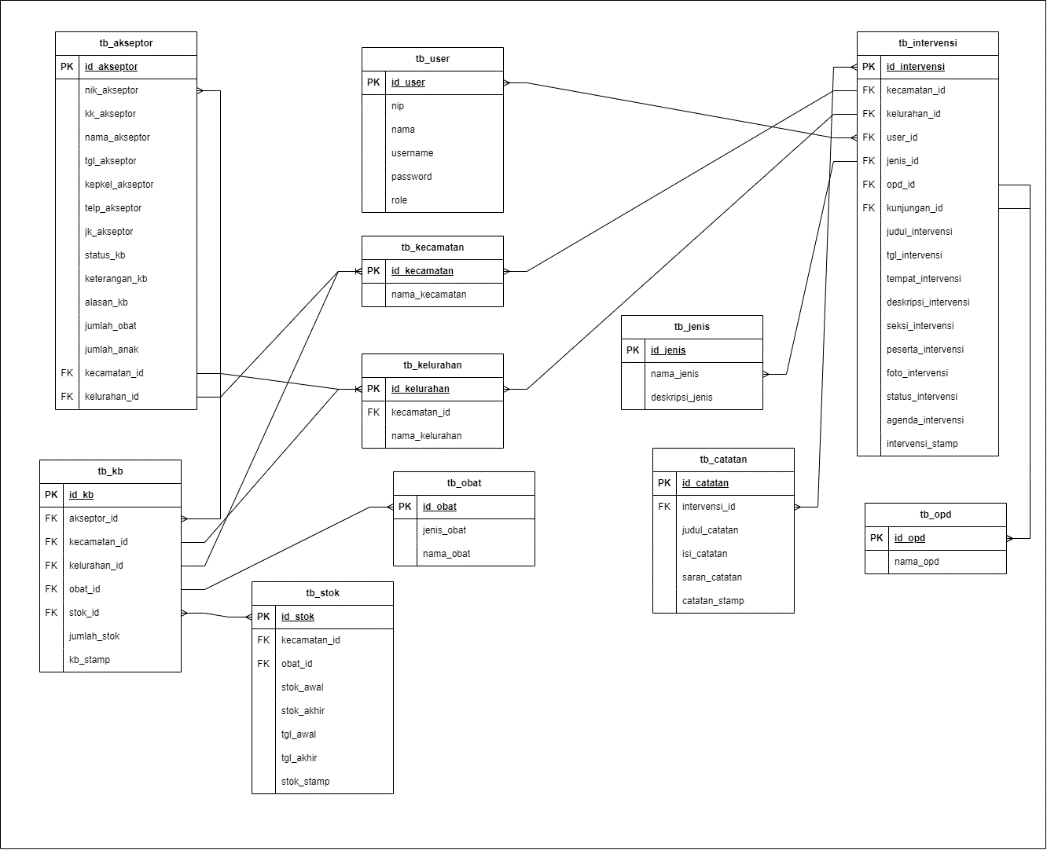 tb_akseptor
PK id_akseptor
nik_akseptor
kk_akseptor
nama_akseptor
tgl_akseptor
kepkel_akseptor
telp_akseptor
jk_akseptor
status_kb
keterangan_kb
alasan_kb
jumlah_obat
jumlah_anak
FK kecamatan_id
FK kelurahan_id
tb_user
PK id_user
nip
nama
username
password
role
tb_intervensi
PK id_intervensi
FK kecamatan_id
FK kelurahan_id
FK user_id
FK jenis_id
FK opd_id
FK kunjungan_id
judul_intervensi
tgl_intervensi
tempat_intervensi
deskripsi_intervensi
seksi_intervensi
peserta_intervensi
foto_intervensi
status_intervensi
agenda_intervensi
intervensi_stamp
tb_kecamatan
PK id_kecamatan
nama_kecamatan
tb_jenis
PK id_jenis
nama_jenis
deskripsi_jenis
tb_kelurahan
PK id_kelurahan
FK kecamatan_id
nama_kelurahan
tb_kb
PK id_kb
FK akseptor_id
FK kecamatan_id
FK kelurahan_id
FK obat_id
FK stok_id
jumlah_stok
kb_stamp
tb_obat
PK id_obat
jenis_obat
nama_obat
tb_catatan
PK id_catatan
FK intervensi_id
judul_catatan
isi_catatan
saran_catatan
catatan_stamp
tb_opd
PK id_opd
nama_opd
tb_stok
PK id_stok
FK kecamatan_id
FK obat_id
stok_awal
stok_akhir
tgl_awal
tgl_akhir
stok_stamp